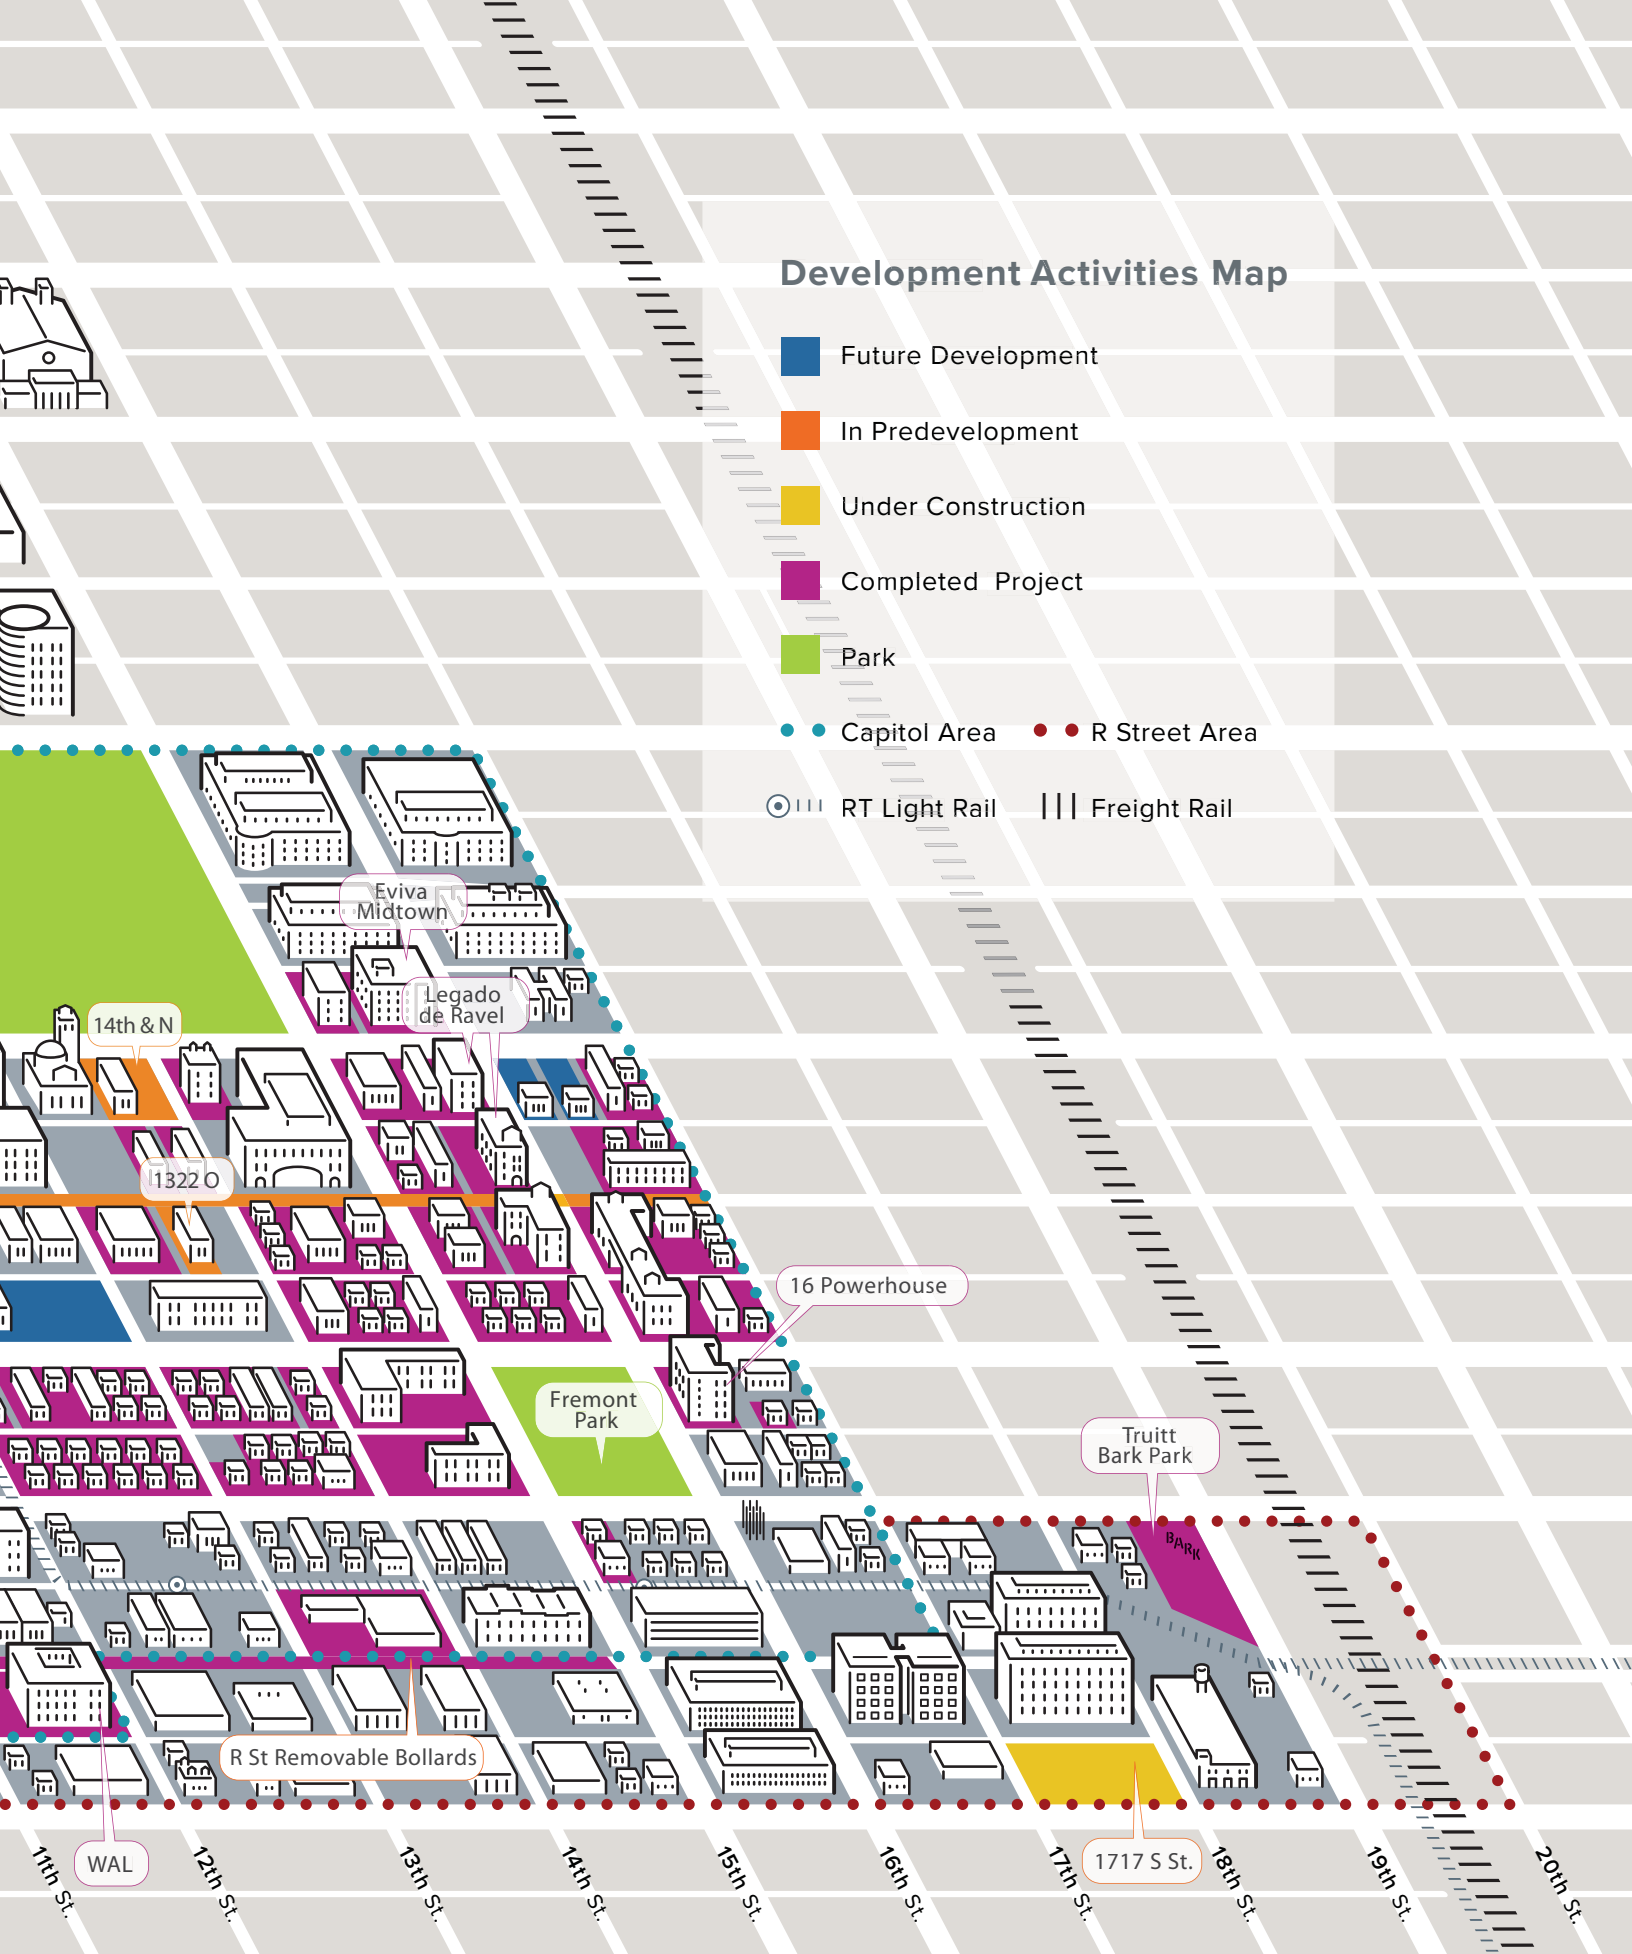 Development Activities Map
Future Development
In Predevelopment
Under Construction
Completed Project
Park
Capitol Area
R Street Area
RT Light Rail
Freight Rail
Eviva
Midtown
Legado
de Ravel
14th & N
1322 O
16 Powerhouse
Fremont
Park
Truitt
Bark Park
BARK
R St Removable Bollards
WAL
1717 S St.
11th St.
12th St.
13th St.
14th St.
15th St.
16th St.
17th St.
18th St.
19th St.
20th St.